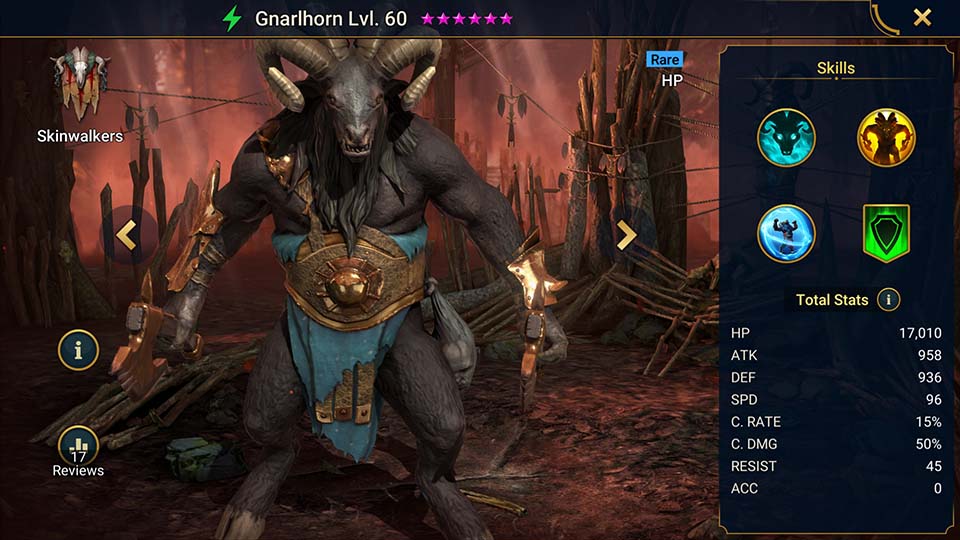 Gnarlhorn Lvl. 60
Skinwalkers
Rare
HP
17
Reviews
Skills
Total Stats
HP 17,010
ATK 958
DEF 936
SPD 96
C. RATE 15%
C. DMG 50%
RESIST 45
ACC 0